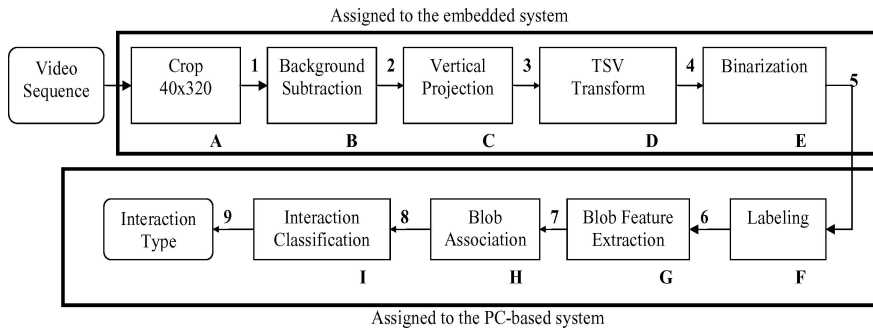 Assigned to the embedded system
Video
Sequence
Crop
40x320
A
1
Background
Subtraction
B
2
Vertical
Projection
C
3
TSV
Transform
D
4
Binarization
E
5
Interaction
Type
9
Interaction
Classification
I
8
Blob
Association
H
7
Blob Feature
Extraction
G
6
Labeling
F
Assigned to the PC-based system